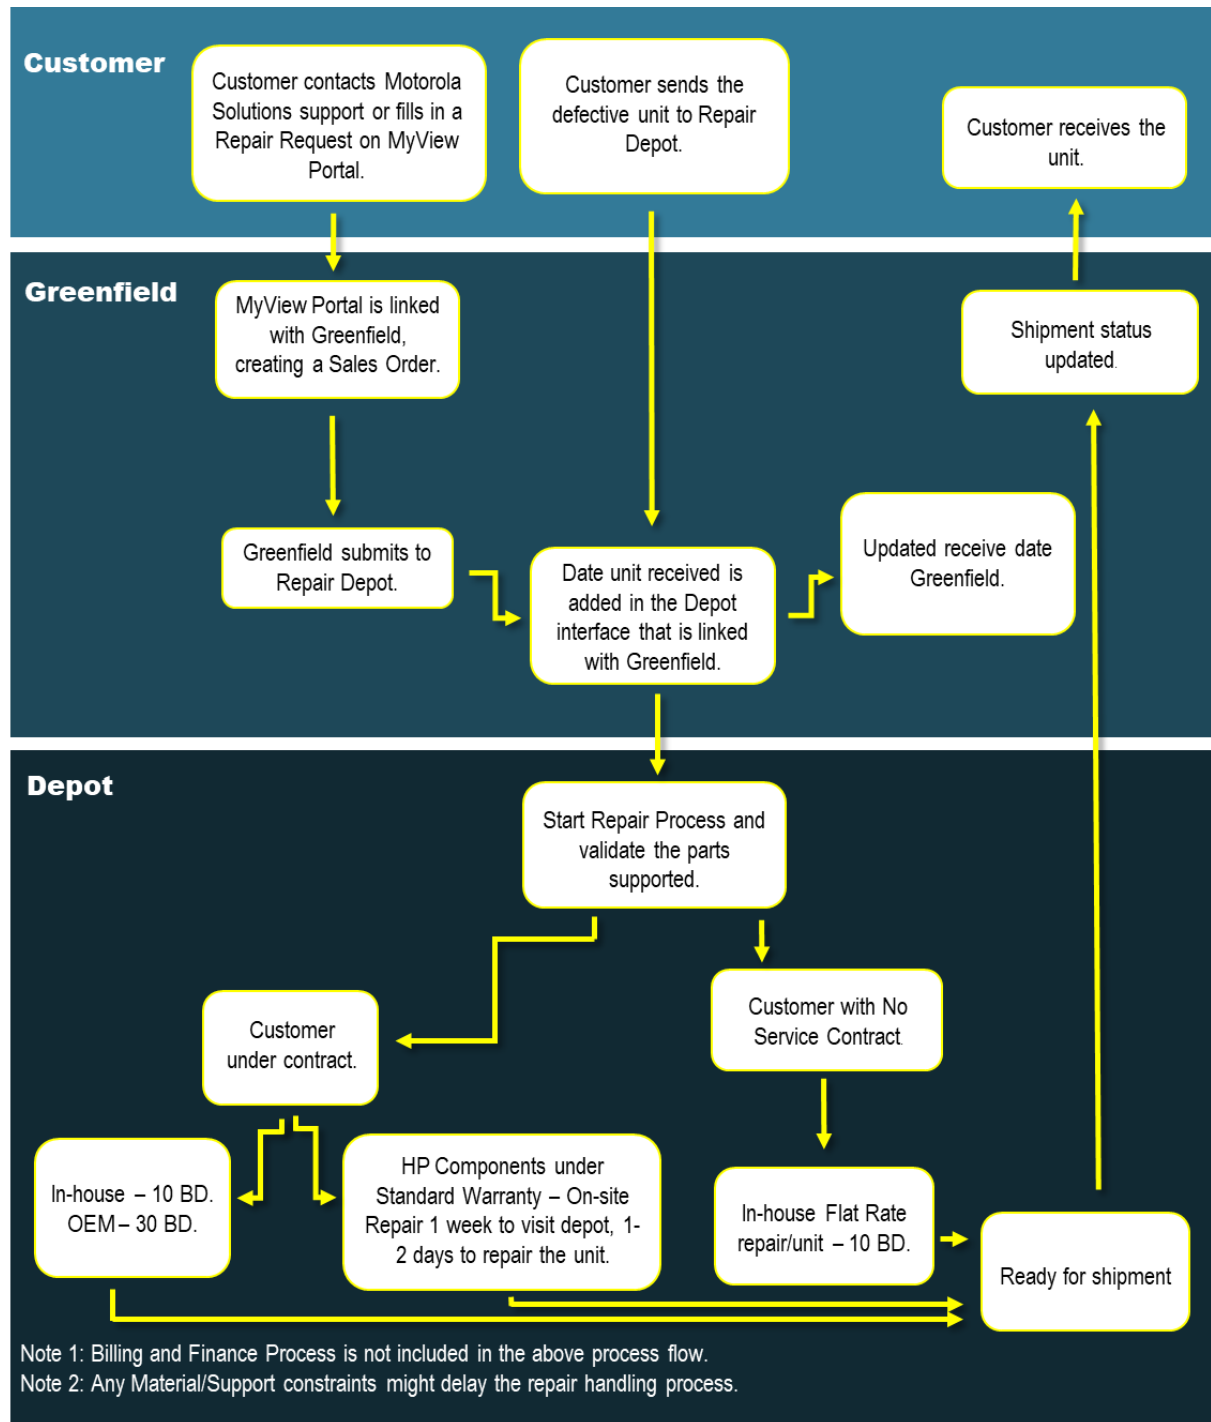 Customer
Customer contacts Motorola
Solutions support or fills in a
Repair Request on MyView
Portal.
Customer sends the
defective unit to Repair
Depot.
Customer receives the
unit.
Greenfield
MyView Portal is linked
with Greenfield,
creating a Sales Order.
Shipment status
updated.
Greenfield submits to
Repair Depot.
Date unit received is
added in the Depot
interface that is linked
with Greenfield.
Updated receive date
Greenfield.
Depot
Start Repair Process and
validate the parts
supported.
Customer
under contract.
Customer with No
Service Contract.
In-house – 10 BD.
OEM – 30 BD.
HP Components under
Standard Warranty – On-site
Repair 1 week to visit depot, 1-
2 days to repair the unit.
In-house Flat Rate
repair/unit – 10 BD.
Ready for shipment
Note 1: Billing and Finance Process is not included in the above process flow.
Note 2: Any Material/Support constraints might delay the repair handling process.